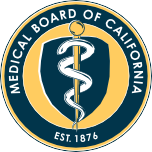 MEDICAL BOARD OF CALIFORNIA
EST. 1876